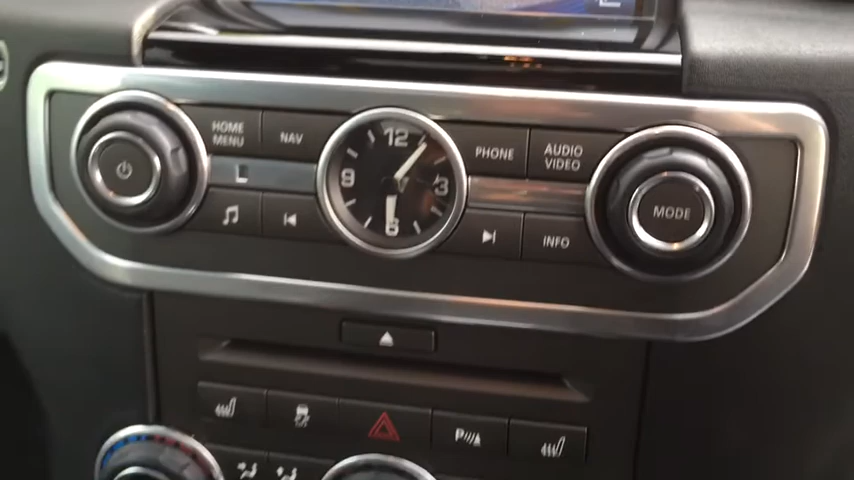 HOME
MENU
NAV
12
3
6
9
PHONE
AUDIO
VIDEO
MODE
INFO
P